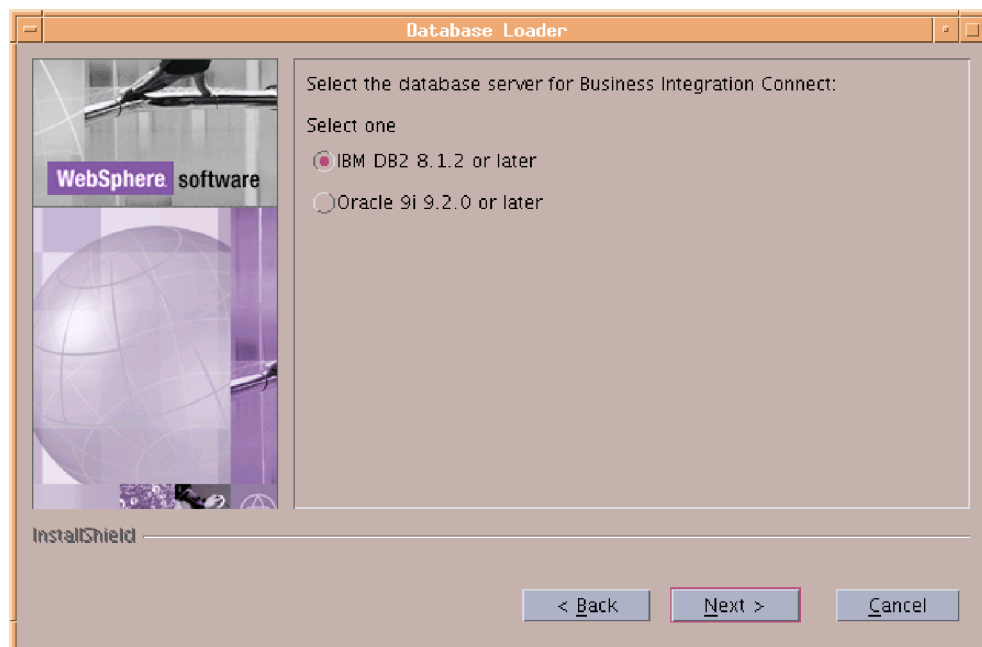 Database Loader
WebSphere software
Select the database server for Business Integration Connect:
Select one
IBM DB2 8.1.2 or later
Oracle 9i 9.2.0 or later
InstallShield
< Back
Next >
Cancel